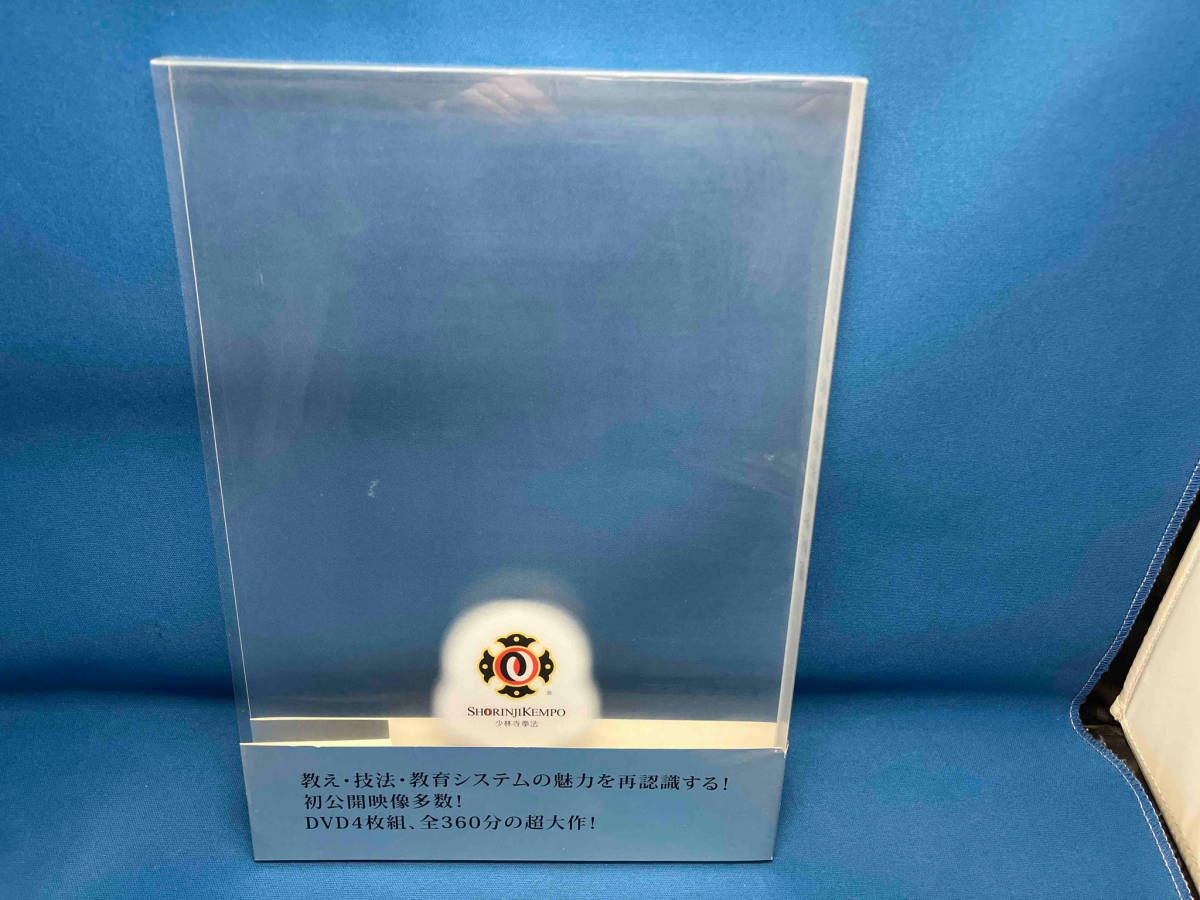 ®
SHORINJIKEMPO
少林寺拳法
教え・技法・教育システムの魅力を再認識する!
初公開映像多数!
DVD4枚組、全360分の超大作!